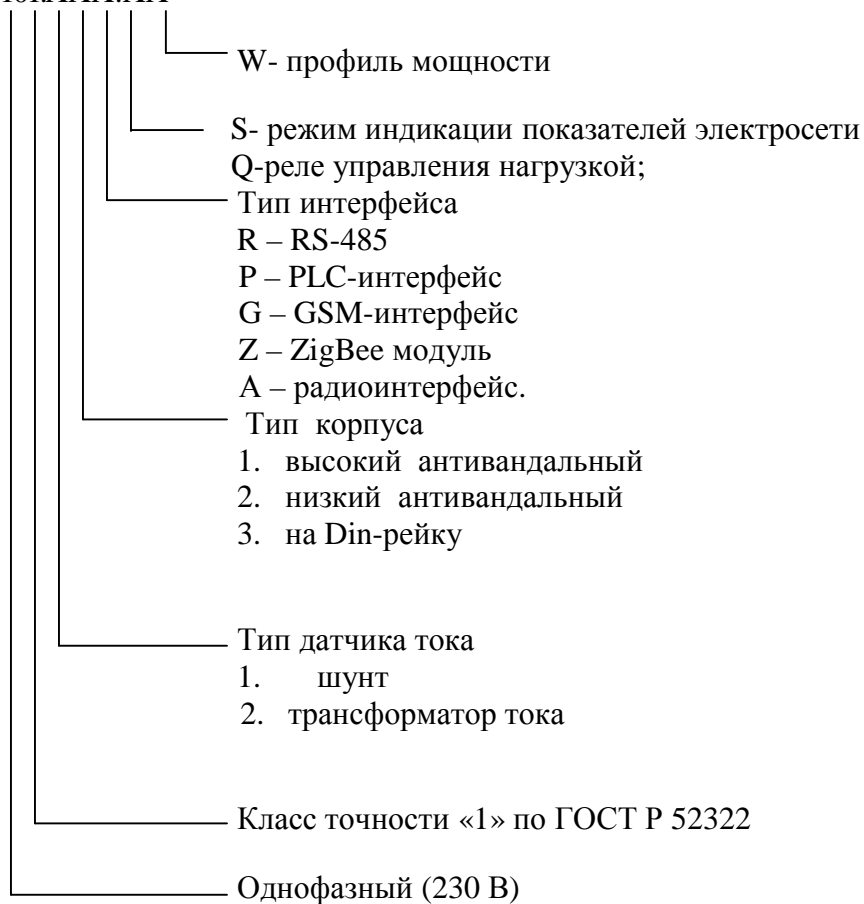 W- профиль мощности
S- режим индикации показателей электросети
Q-реле управления нагрузкой;
Тип интерфейса
R – RS-485
P – PLC-интерфейс
G – GSM-интерфейс
Z – ZigBee модуль
A – радиоинтерфейс.
Тип корпуса
1. высокий антивандальный
2. низкий антивандальный
3. на Din-рейку
Тип датчика тока
1. шунт
2. трансформатор тока
Класс точности «1» по ГОСТ Р 52322
Однофазный (230 В)